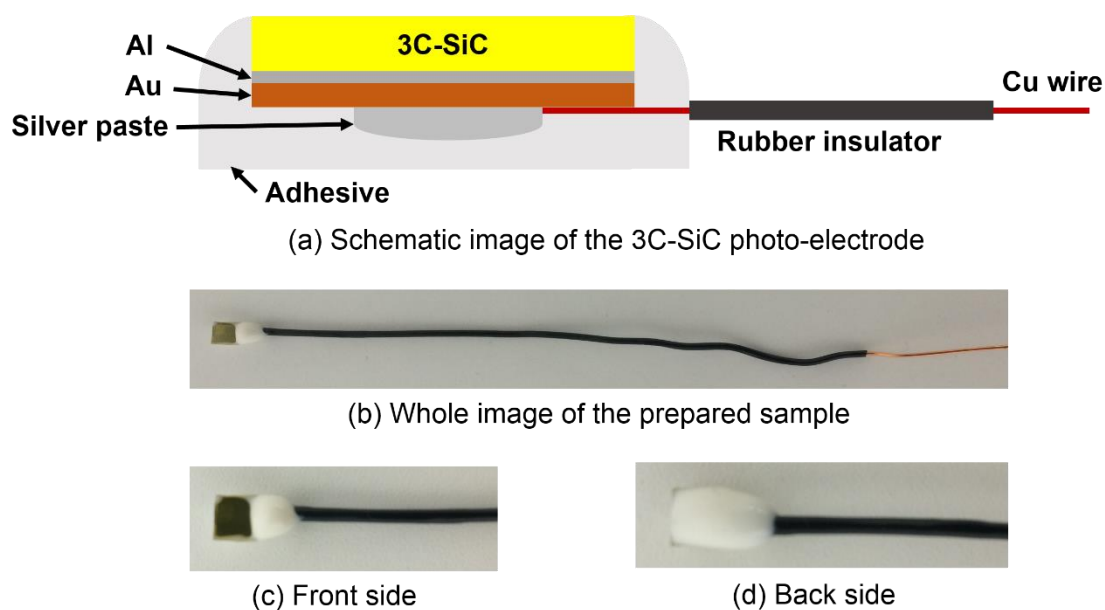 3C-SiC
Al
Au
Cu wire
Silver paste
Rubber insulator
Adhesive
(a) Schematic image of the 3C-SiC photo-electrode
(b) Whole image of the prepared sample
(c) Front side
(d) Back side